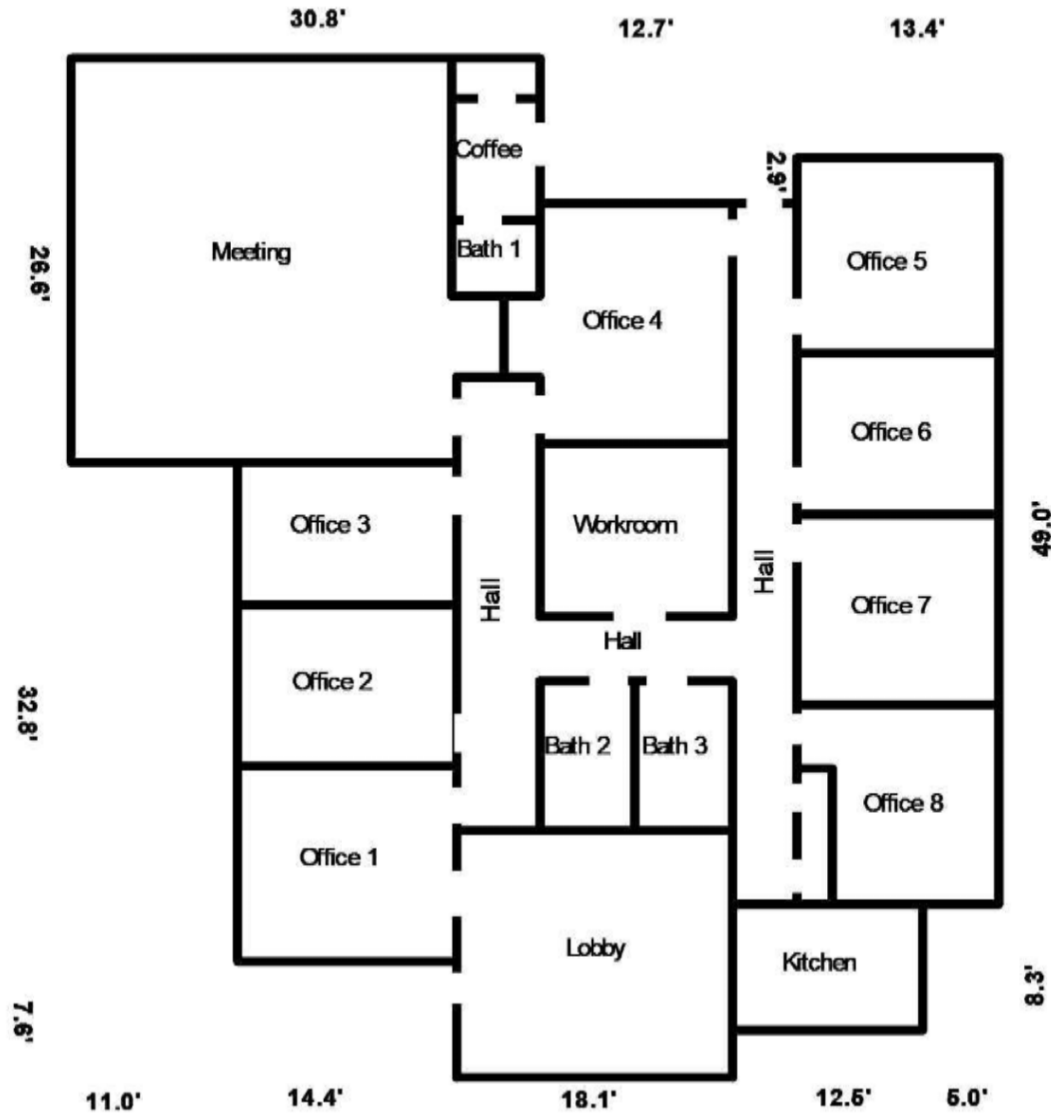 30.8'
12.7'
13.4'
Coffee
2.9'
Meeting
Bath 1
Office 5
26.6'
Office 4
Office 6
Office 3
Workroom
49.0'
Hall
Hall
Office 7
Hall
Office 2
32.8'
Bath 2
Bath 3
Office 8
Office 1
Lobby
Kitchen
8.3'
7.6'
11.0'
14.4'
18.1'
12.5'
5.0'